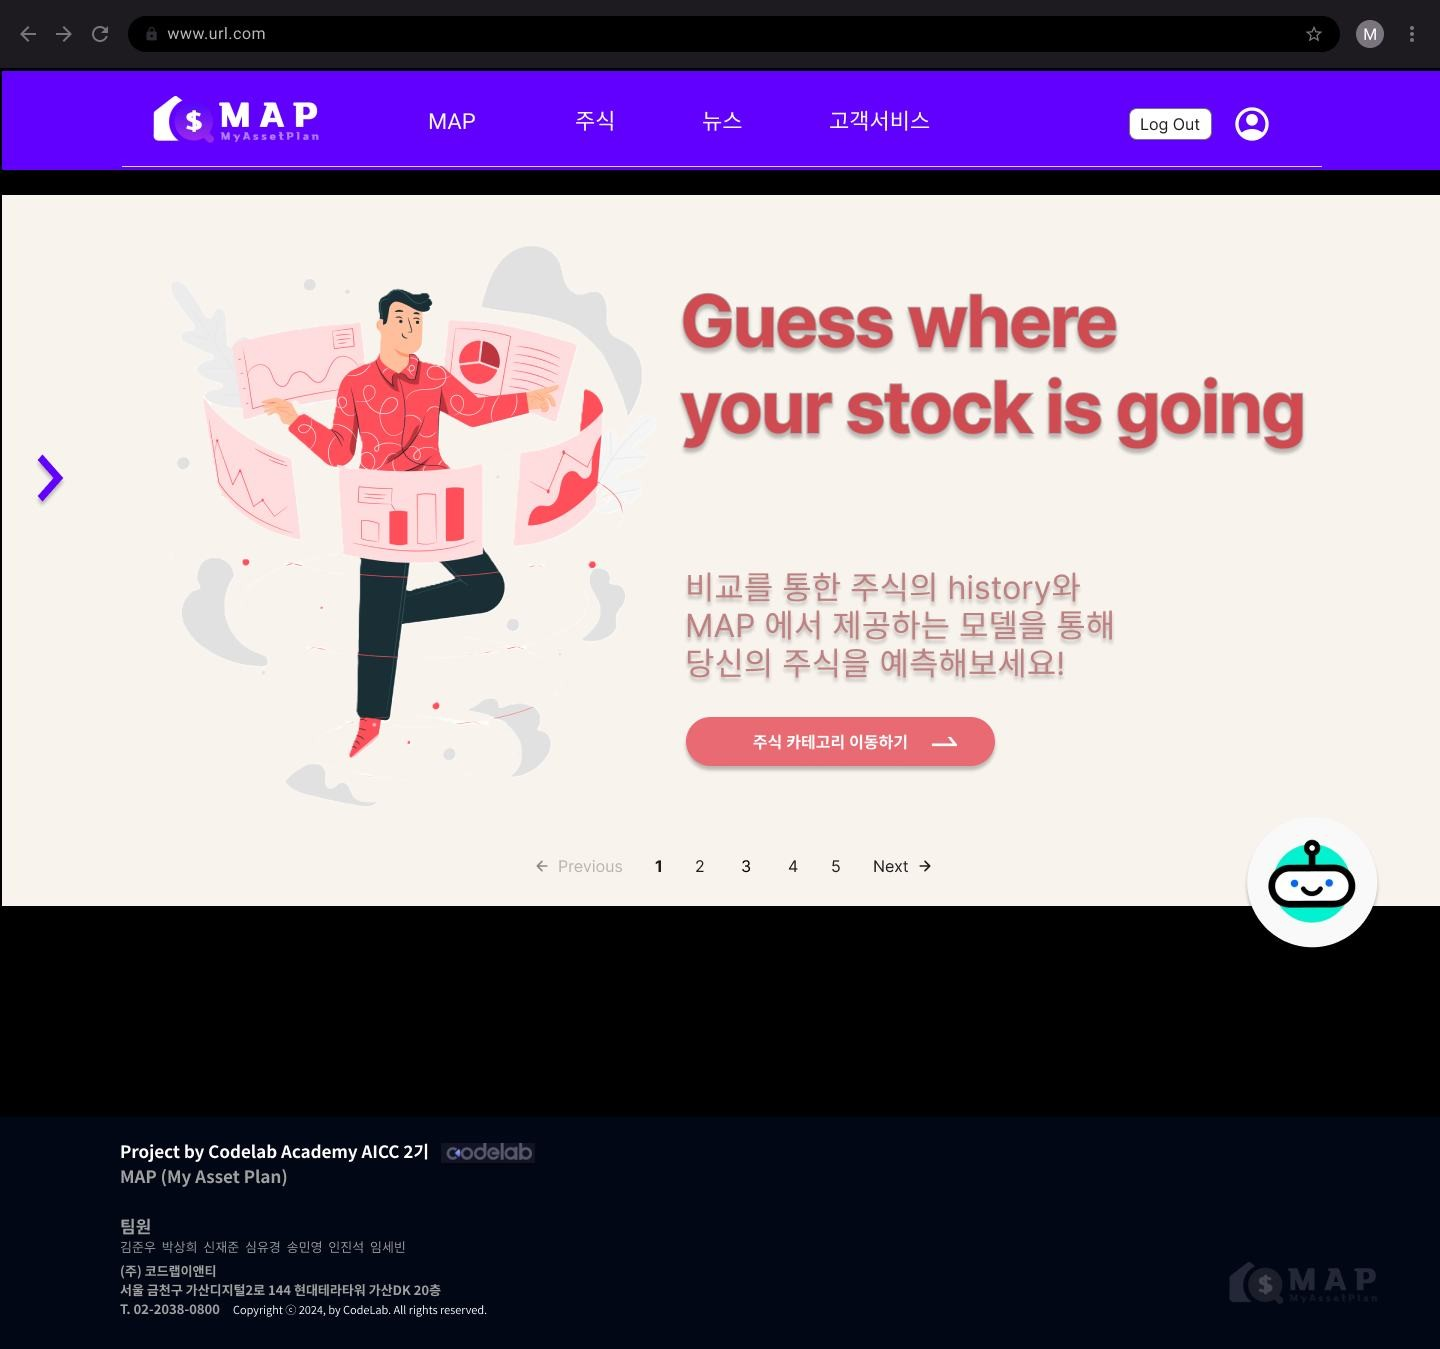 www.url.com
M
MAP
MyAssetPlan
MAP 주식 뉴스 고객서비스
Log Out
Guess where
your stock is going
비교를 통한 주식의 history와
MAP 에서 제공하는 모델을 통해
당신의 주식을 예측해보세요!
주식 카테고리 이동하기
Previous 1 2 3 4 5 Next
Project by Codelab Academy AICC 2기 codelab
MAP (My Asset Plan)
팀원
김준우 박상희 신재준 심유경 송민영 인진석 임세빈
(주) 코드랩이앤티
서울 금천구 가산디지털2로 144 현대테라타워 가산DK 20층
T. 02-2038-0800 Copyright ⓒ 2024, by CodeLab. All rights reserved.
MAP
MyAssetPlan